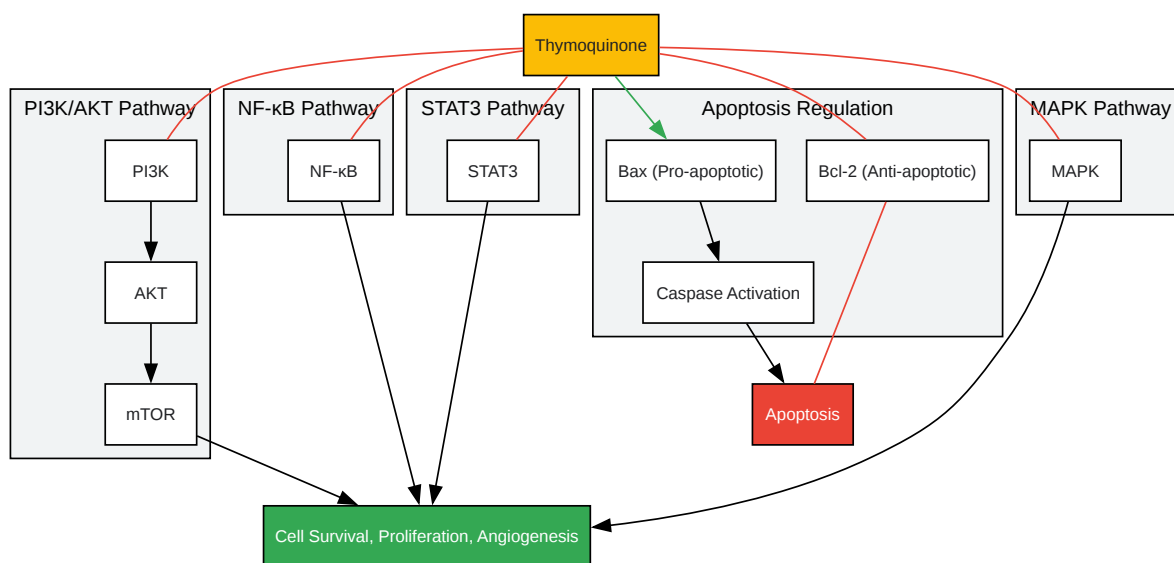 Thymoquinone
PI3K/AKT Pathway
NF-κB Pathway
STAT3 Pathway
Apoptosis Regulation
MAPK Pathway
PI3K
NF-κB
STAT3
Bax (Pro-apoptotic)
Bcl-2 (Anti-apoptotic)
MAPK
AKT
Caspase Activation
mTOR
Apoptosis
Cell Survival, Proliferation, Angiogenesis